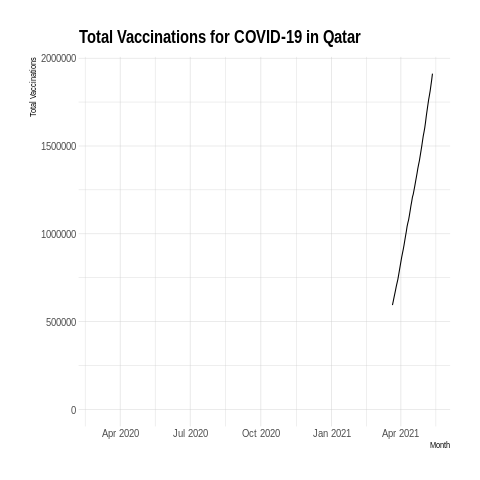 Total Vaccinations for COVID-19 in Qatar
Total Vaccinations
2000000
1500000
1000000
500000
0
Apr 2020 Jul 2020 Oct 2020 Jan 2021 Apr 2021
Month